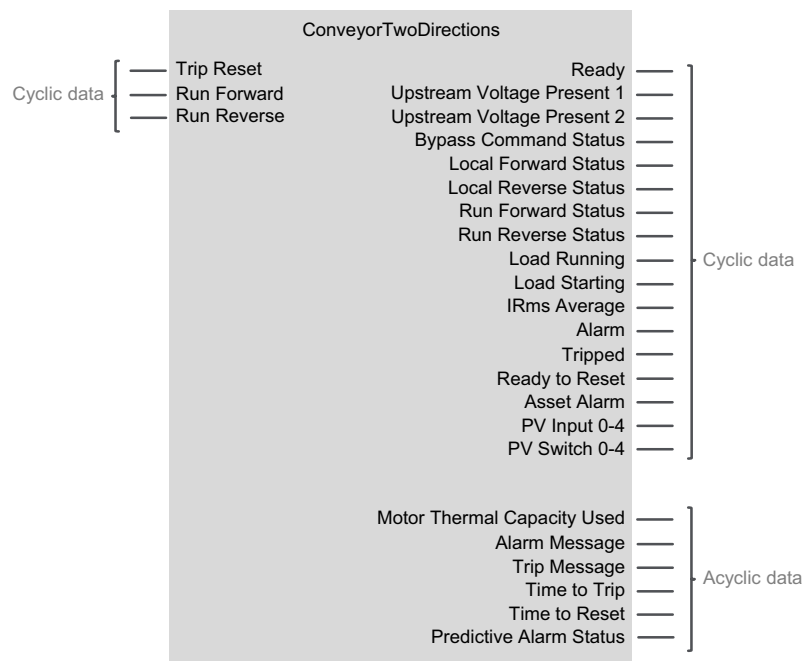 ConveyorTwoDirections
Cyclic data
Trip Reset
Run Forward
Run Reverse
Ready
Upstream Voltage Present 1
Upstream Voltage Present 2
Bypass Command Status
Local Forward Status
Local Reverse Status
Run Forward Status
Run Reverse Status
Load Running
Load Starting
IRms Average
Alarm
Tripped
Ready to Reset
Asset Alarm
PV Input 0-4
PV Switch 0-4
Cyclic data
Motor Thermal Capacity Used
Alarm Message
Trip Message
Time to Trip
Time to Reset
Predictive Alarm Status
Acyclic data